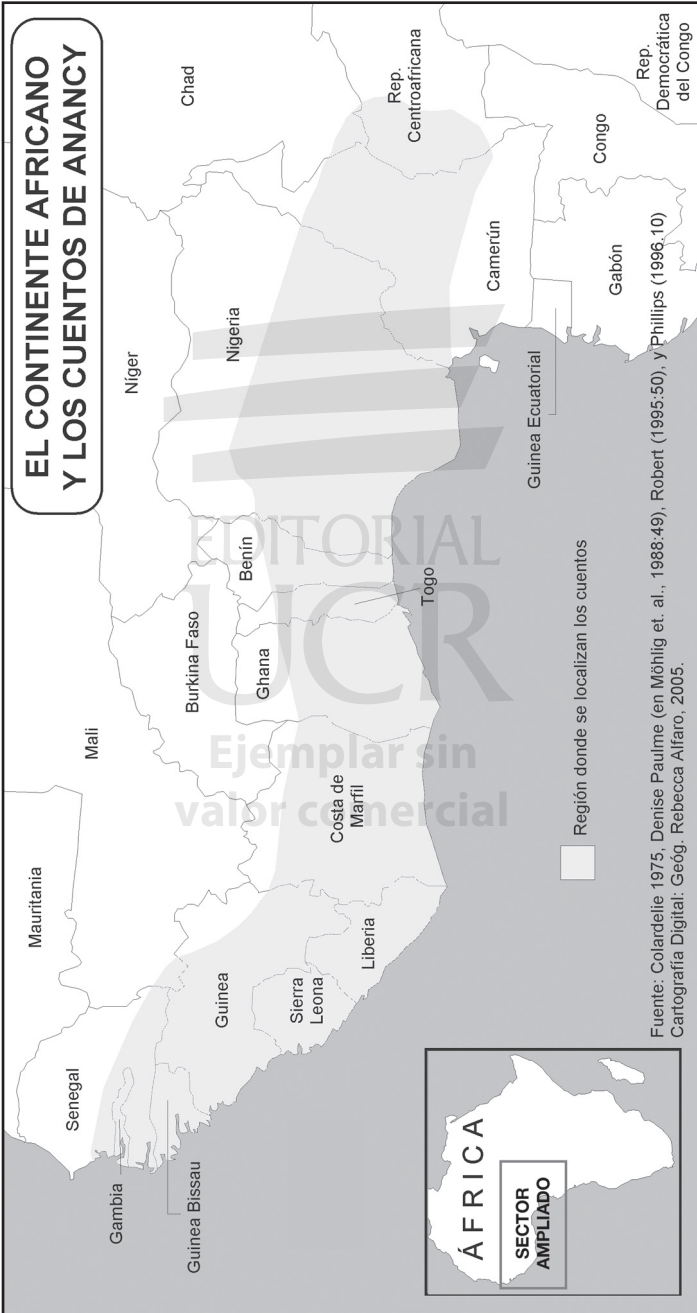 EL CONTINENTE AFRICANO
Y LOS CUENTOS DE ANANCY
Mauritania
Mali
Níger
Chad
Senegal
Gambia
Guinea Bissau
Guinea
Sierra
Leona
Liberia
Costa de
Marfil
Burkina Faso
Ghana
Togo
Benín
Nigeria
Camerún
Rep.
Centroafricana
Guinea Ecuatorial
Gabón
Congo
Rep.
Democrática
del Congo
EDITORIAL
UCR
Ejemplar sin
valor comercial
Región donde se localizan los cuentos
ÁFRICA
SECTOR
AMPLIADO
Fuente: Colardelie 1975, Denise Paulme (en Möhlig et. al., 1988:49), Robert (1995:50), y Phillips (1996.10)
Cartografía Digital: Geóg. Rebecca Alfaro, 2005.